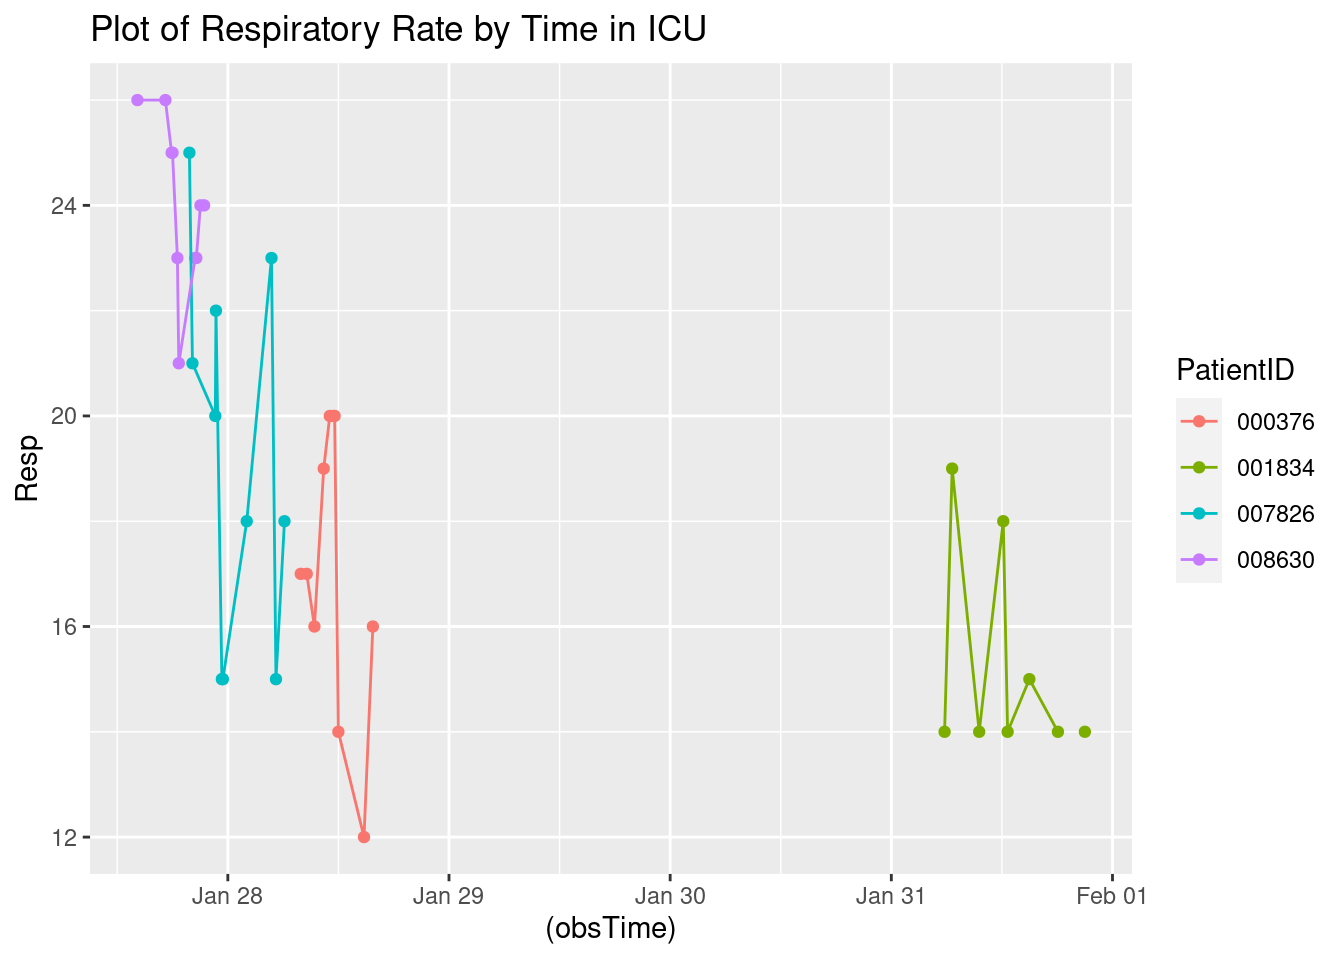 Plot of Respiratory Rate by Time in ICU
24
20
16
12
Resp
Jan 28
Jan 29
Jan 30
Jan 31
Feb 01
(obsTime)
PatientID
000376
001834
007826
008630